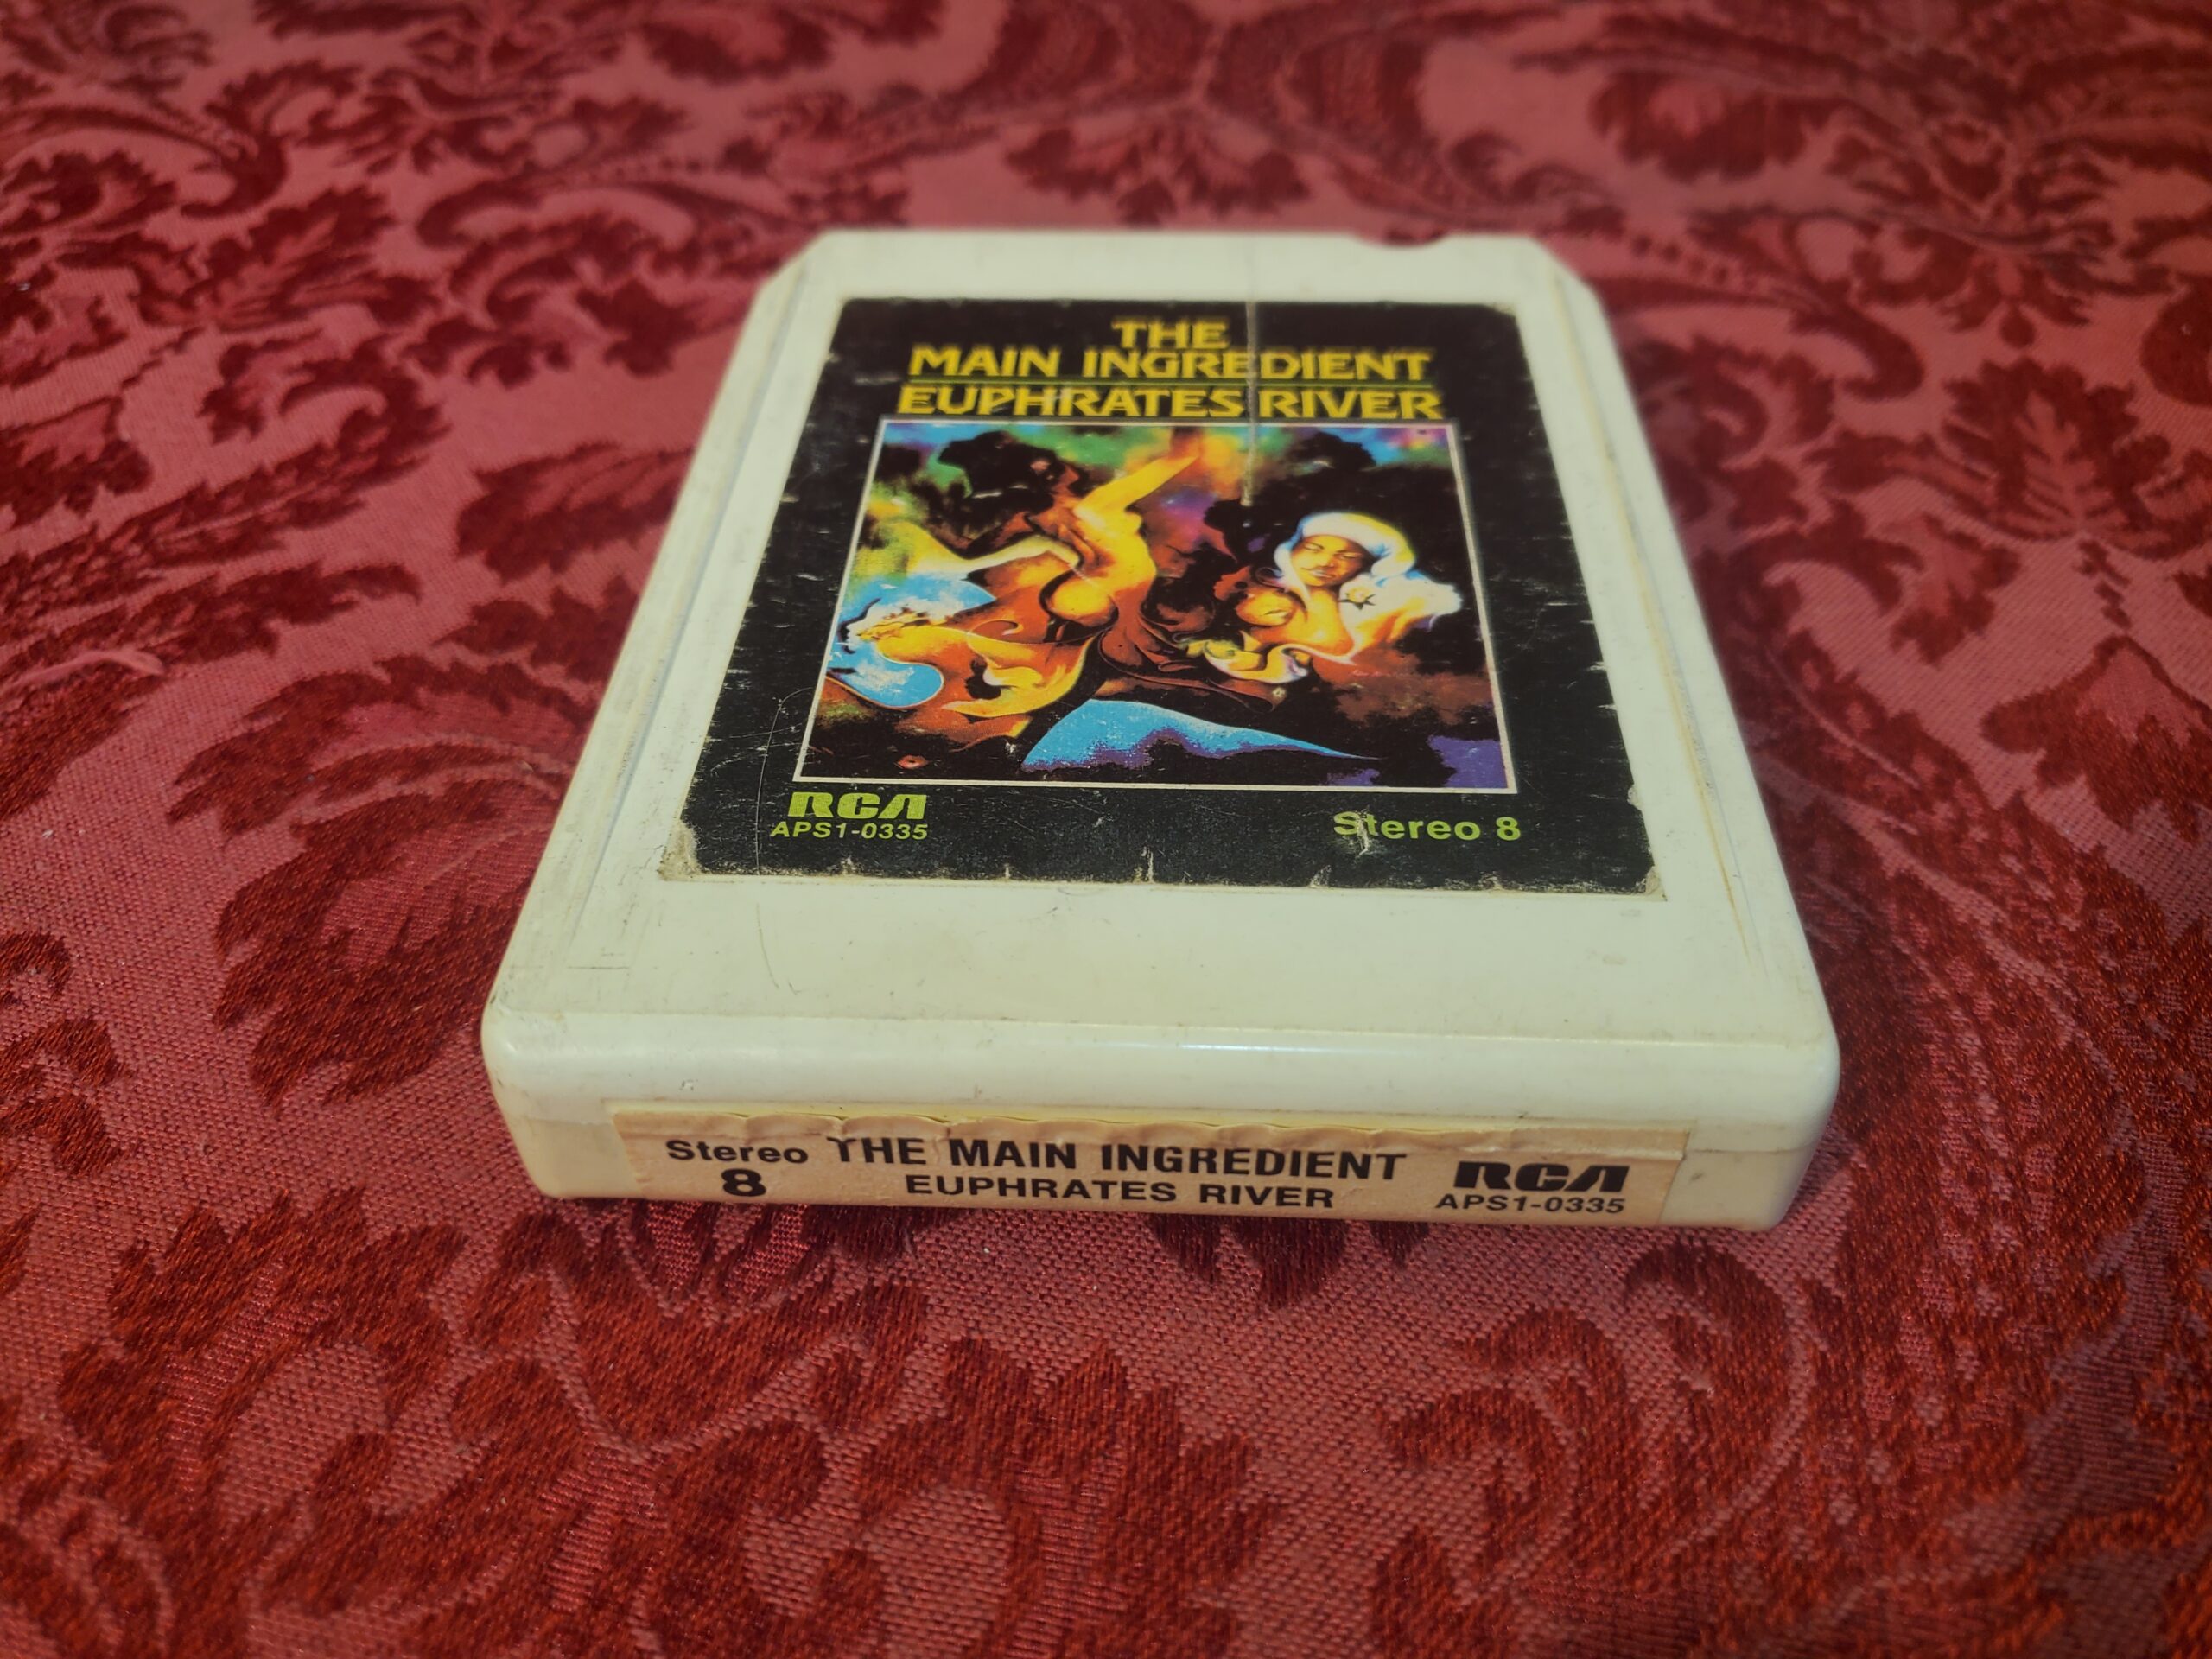 THE
MAIN INGREDIENT
EUPHRATES RIVER
RCA
APS1-0335
Stereo 8
Stereo
8
THE MAIN INGREDIENT
EUPHRATES RIVER
RCA
APS1-0335